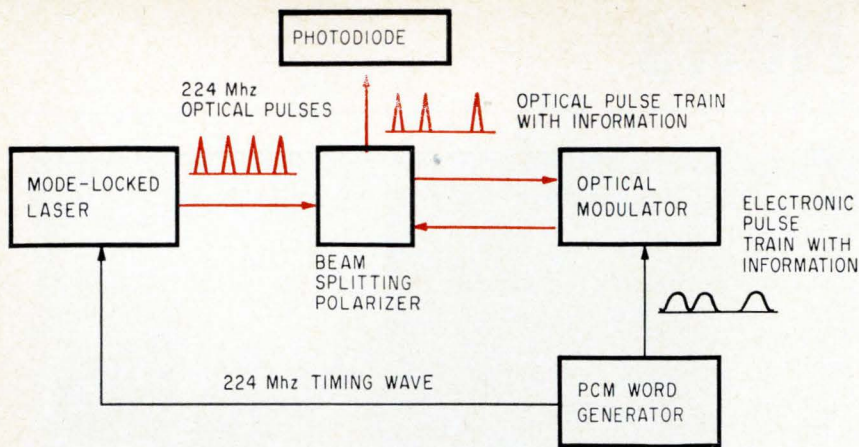 PHOTODIODE
224 Mhz
OPTICAL PULSES
OPTICAL PULSE TRAIN
WITH INFORMATION
MODE-LOCKED
LASER
OPTICAL
MODULATOR
ELECTRONIC
PULSE
TRAIN WITH
INFORMATION
BEAM
SPLITTING
POLARIZER
224 Mhz TIMING WAVE
PCM WORD
GENERATOR